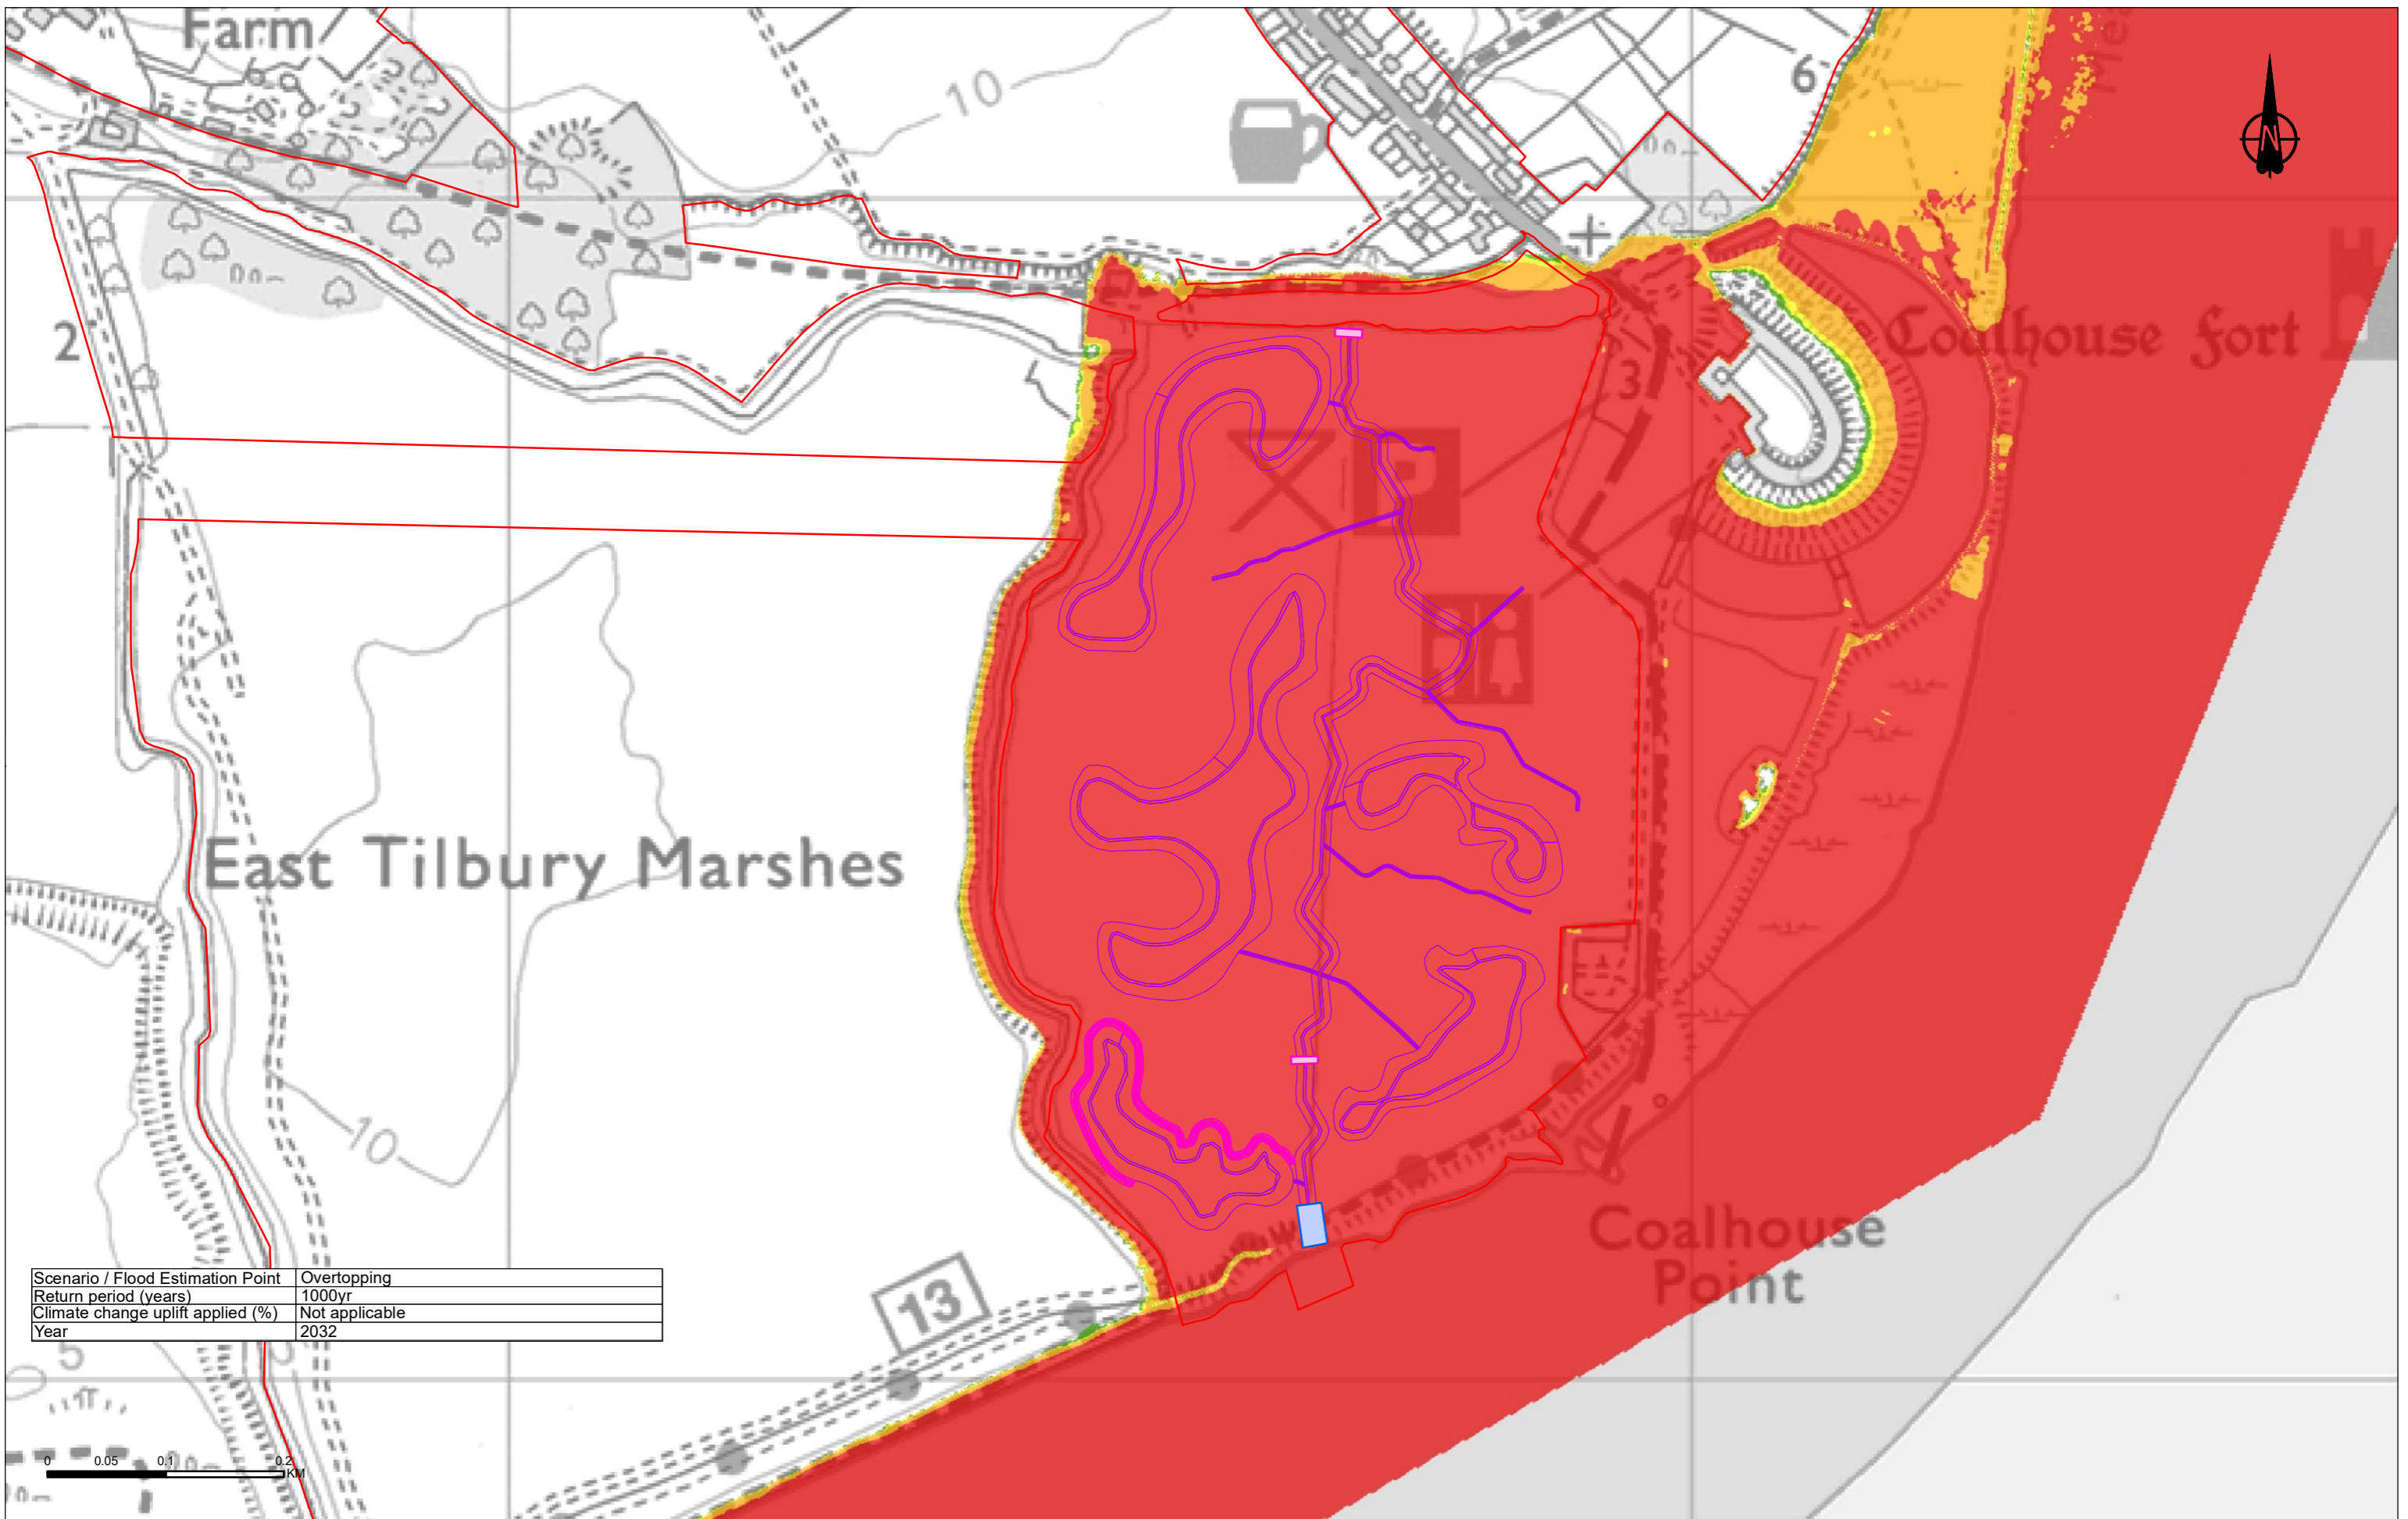 Farm
10
6
N
2
3
Coalhouse Fort
P
East Tilbury Marshes
10
Coalhouse
Point
13
Scenario / Flood Estimation Point Overtopping
Return period (years) 1000yr
Climate change uplift applied (%) Not applicable
Year 2032
5
0 0.05 0.1 0.2
KM